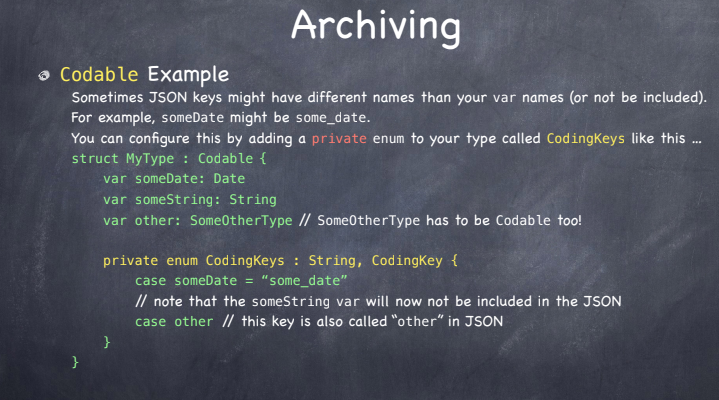 Archiving
Codable Example
Sometimes JSON keys might have different names than your var names (or not be included).
For example, someDate might be some_date.
You can configure this by adding a private enum to your type called CodingKeys like this …
struct MyType : Codable {
var someDate: Date
var someString: String
var other: SomeOtherType // SomeOtherType has to be Codable too!
private enum CodingKeys : String, CodingKey {
case someDate = “some_date”
// note that the someString var will now not be included in the JSON
case other // this key is also called “other” in JSON
}
}